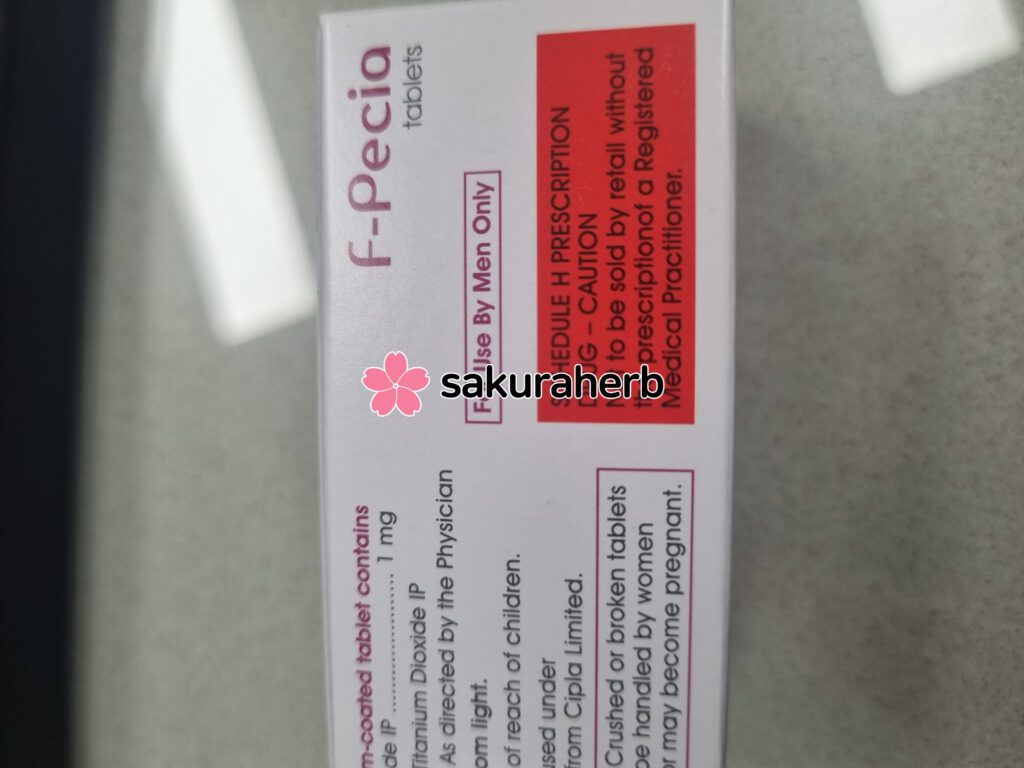 F-Pecia
tablets
For Use By Men Only
SCHEDULE H PRESCRIPTION
DRUG – CAUTION
Not to be sold by retail without
the prescriptionof a Registered
Medical Practitioner.
sakuraherb
m-coated tablet contains
de IP ..................... 1 mg
Titanium Dioxide IP
As directed by the Physician
om light.
of reach of children.
used under
from Cipla Limited.
Crushed or broken tablets
be handled by women
or may become pregnant.